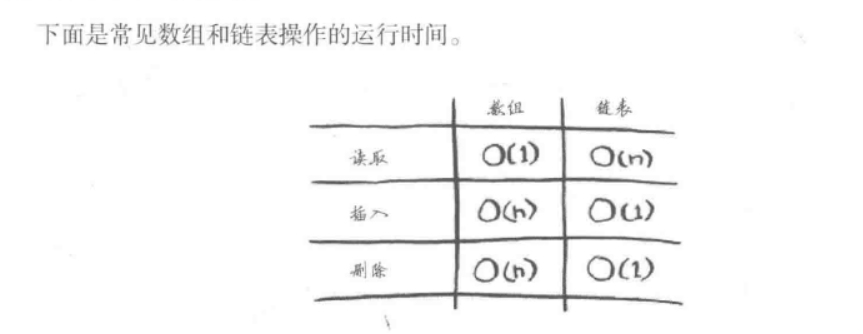 下面是常见数组和链表操作的运行时间。
数组 链表
读取 O(1) O(n)
插入 O(n) O(1)
删除 O(n) O(1)